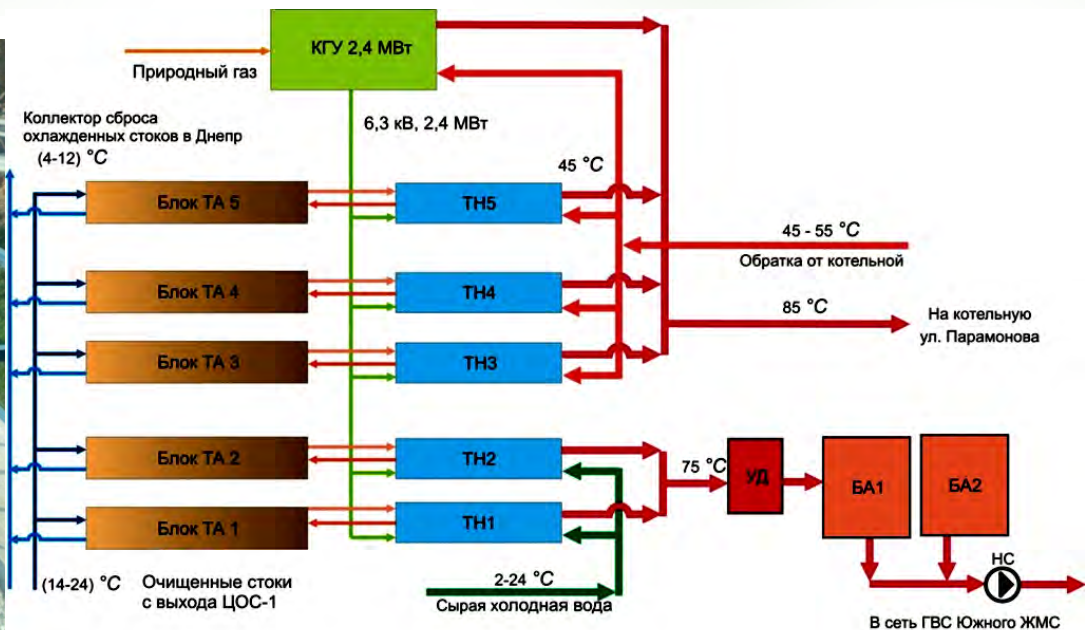 КГУ 2,4 МВт
Природный газ
Коллектор сброса
охлажденных стоков в Днепр
(4-12) °C
6,3 кВ, 2,4 МВт
45 °C
Блок ТА 5
ТН5
45 - 55 °C
Обратка от котельной
Блок ТА 4
ТН4
85 °C
На котельную
ул. Парамонова
Блок ТА 3
ТН3
Блок ТА 2
ТН2
75 °C
УД
БА1
БА2
Блок ТА 1
ТН1
НС
(14-24) °C
Очищенные стоки
с выхода ЦОС-1
2-24 °C
Сырая холодная вода
В сеть ГВС Южного ЖМС